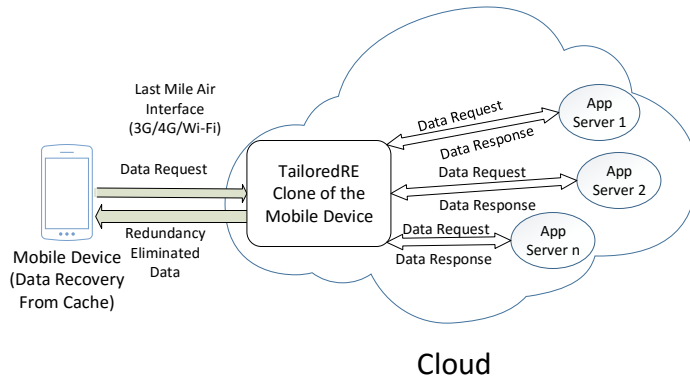 Last Mile Air
Interface
(3G/4G/Wi-Fi)
Data Request
Redundancy
Eliminated
Data
Mobile Device
(Data Recovery
From Cache)
TailoredRE
Clone of the
Mobile Device
Data Request
Data Response
App
Server 1
Data Request
Data Response
App
Server 2
Data Request
Data Response
App
Server n
Cloud